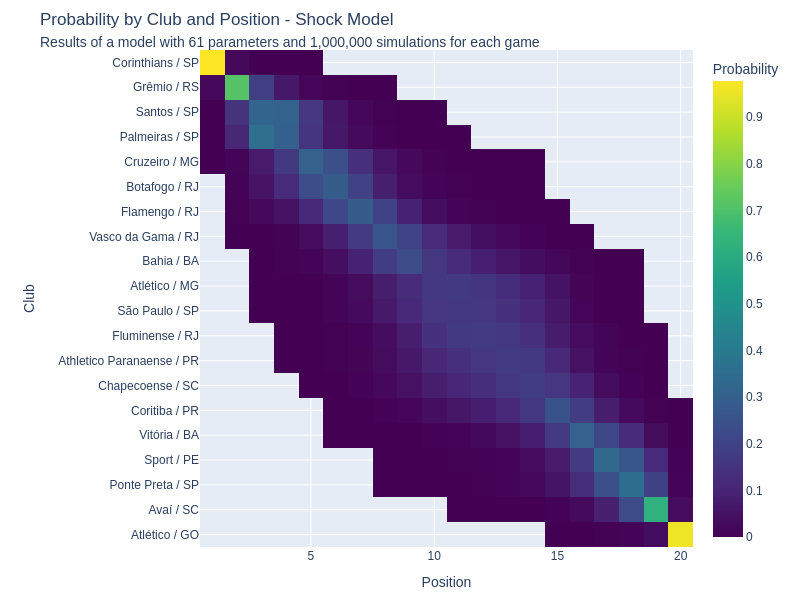 Probability by Club and Position - Shock Model
Results of a model with 61 parameters and 1,000,000 simulations for each game
Probability
Corinthians / SP
Grêmio / RS
Santos / SP
Palmeiras / SP
Cruzeiro / MG
Botafogo / RJ
Flamengo / RJ
Vasco da Gama / RJ
Bahia / BA
Atlético / MG
São Paulo / SP
Fluminense / RJ
Athletico Paranaense / PR
Chapecoense / SC
Coritiba / PR
Vitória / BA
Sport / PE
Ponte Preta / SP
Avaí / SC
Atlético / GO
Club
5
10
15
20
Position
0.9
0.8
0.7
0.6
0.5
0.4
0.3
0.2
0.1
0